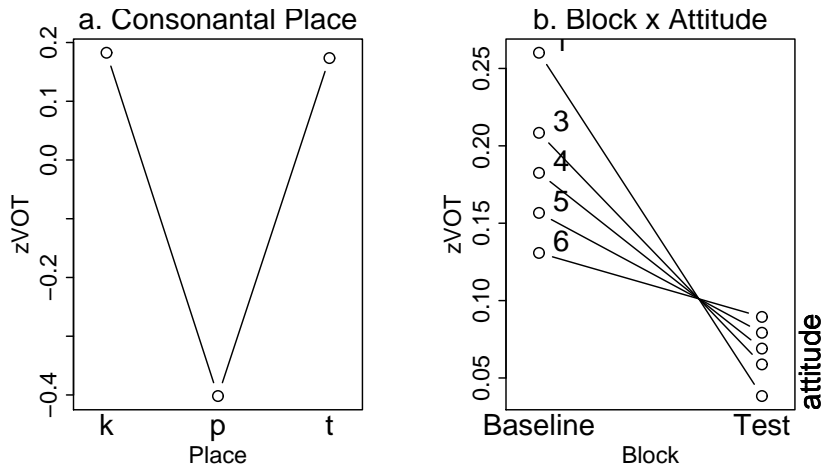 a. Consonantal Place
zVOT
0.2
0.1
0.0
−0.2
−0.4
k p t
Place
b. Block x Attitude
zVOT
0.25
0.20
0.15
0.10
0.05
3
4
5
6
Baseline Test
Block
attitude